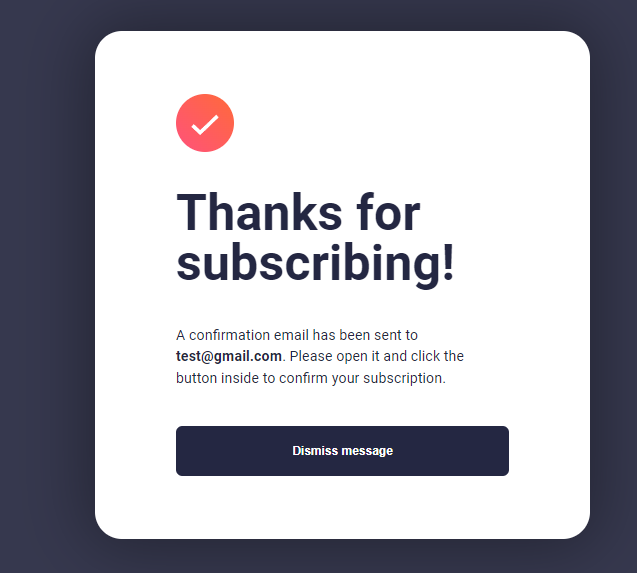 Thanks for
subscribing!
A confirmation email has been sent to
test@gmail.com. Please open it and click the
button inside to confirm your subscription.
Dismiss message